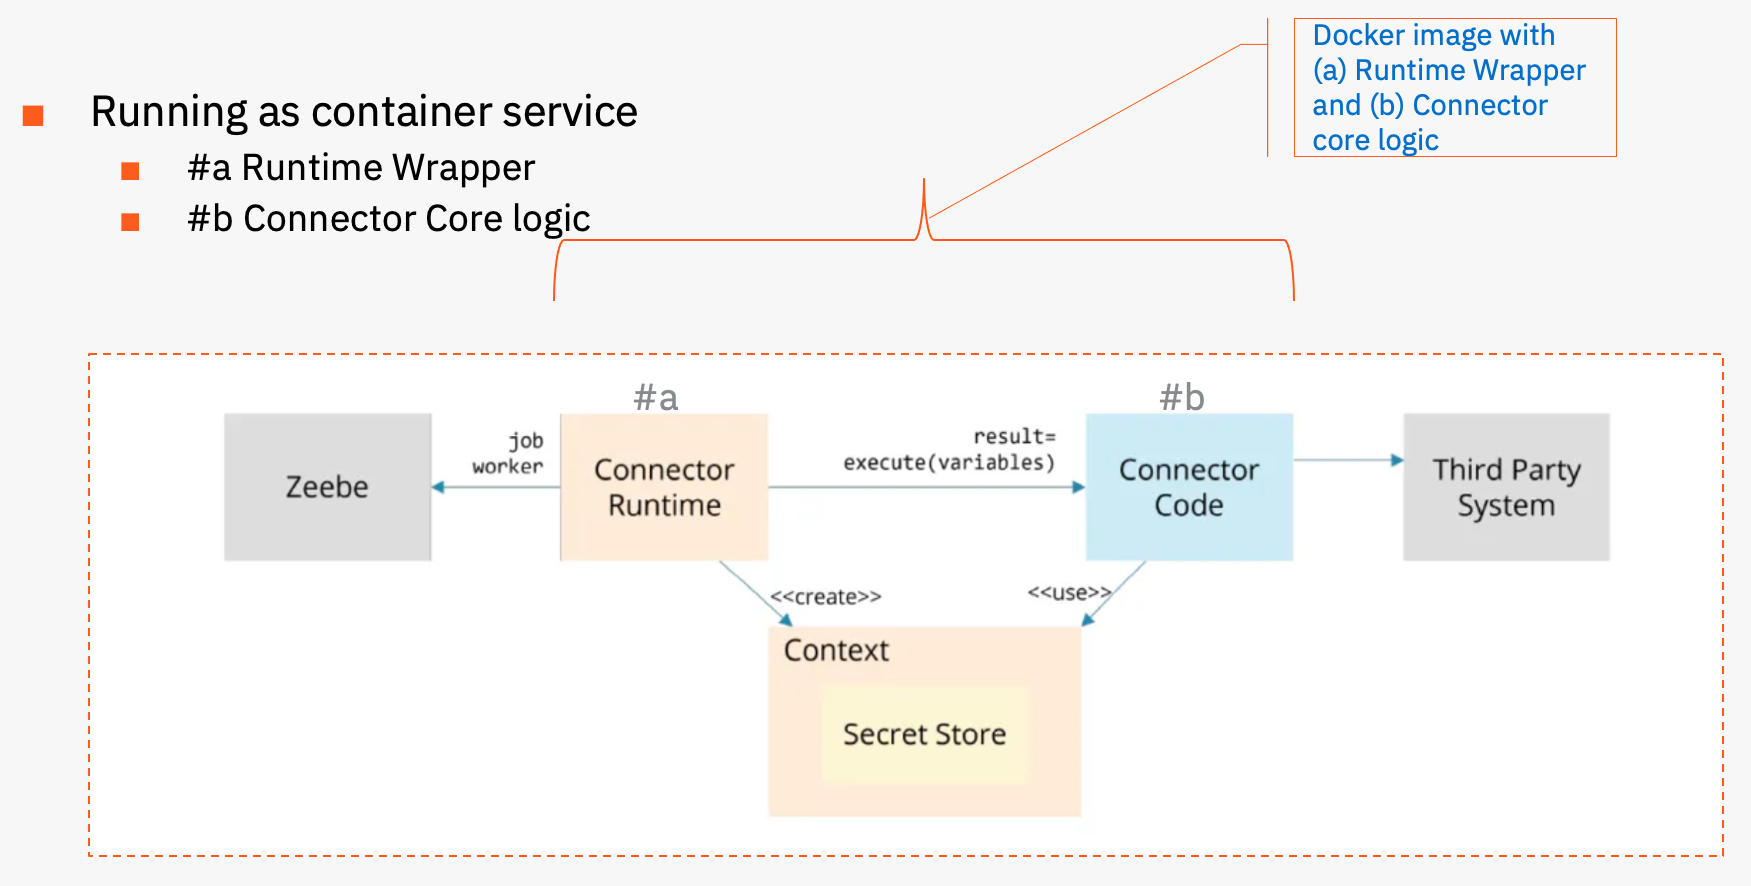 Docker image with
(a) Runtime Wrapper
and (b) Connector
core logic
Running as container service
#a Runtime Wrapper
#b Connector Core logic
#a
#b
Zeebe
job
worker
Connector
Runtime
result=
execute(variables)
Connector
Code
Third Party
System
<<create>>
<<use>>
Context
Secret Store